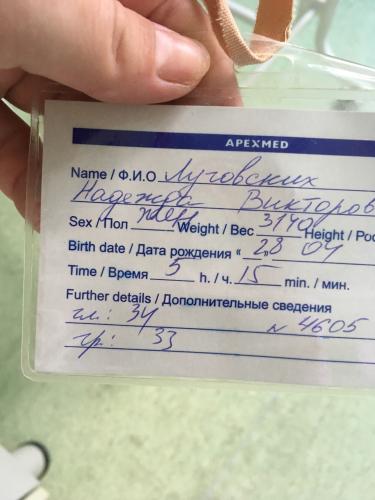 APEXMED
Name / Ф.И.О Луговских
Надежда Викторов
Sex / Пол жен Weight / Вес 3140 Height / Рос
Birth date / Дата рождения " 28 04
Time / Время 5 h. / ч. 15 min. / мин.
Further details / Дополнительные сведения
гл: 34 N 4605
гр: 33